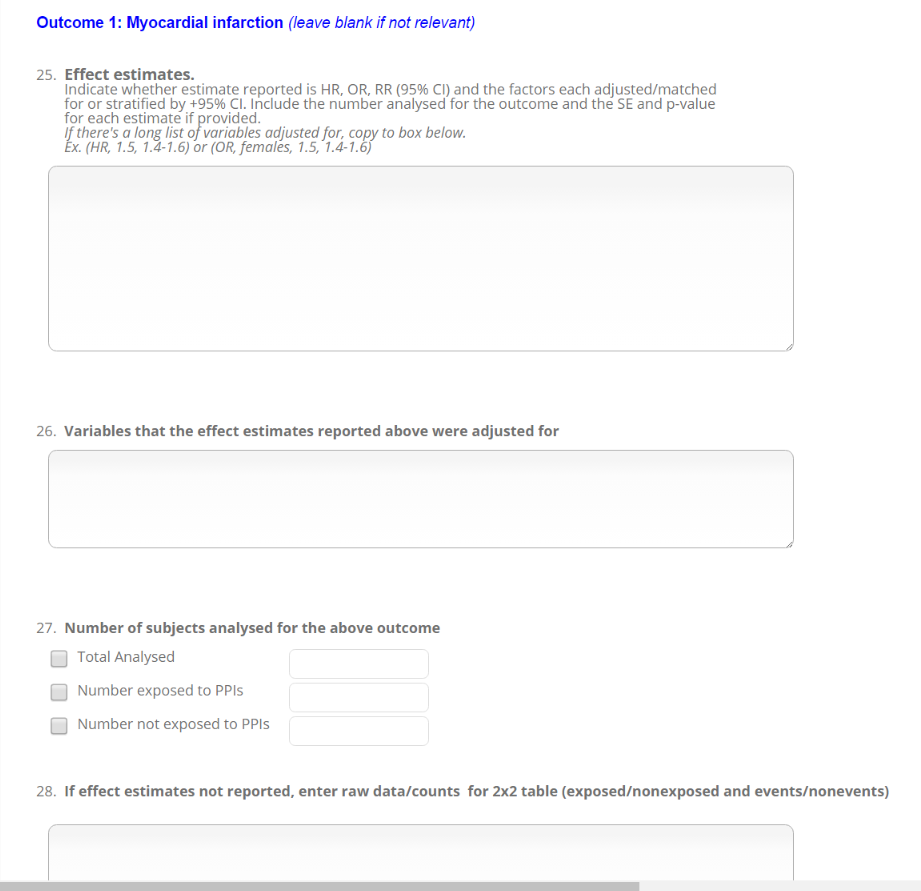 Outcome 1: Myocardial infarction (leave blank if not relevant)
25. Effect estimates.
Indicate whether estimate reported is HR, OR, RR (95% CI) and the factors each adjusted/matched
for or stratified by +95% CI. Include the number analysed for the outcome and the SE and p-value
for each estimate if provided.
If there's a long list of variables adjusted for, copy to box below.
Ex. (HR, 1.5, 1.4-1.6) or (OR, females, 1.5, 1.4-1.6)
26. Variables that the effect estimates reported above were adjusted for
27. Number of subjects analysed for the above outcome
Total Analysed
Number exposed to PPIs
Number not exposed to PPIs
28. If effect estimates not reported, enter raw data/counts for 2x2 table (exposed/nonexposed and events/nonevents)